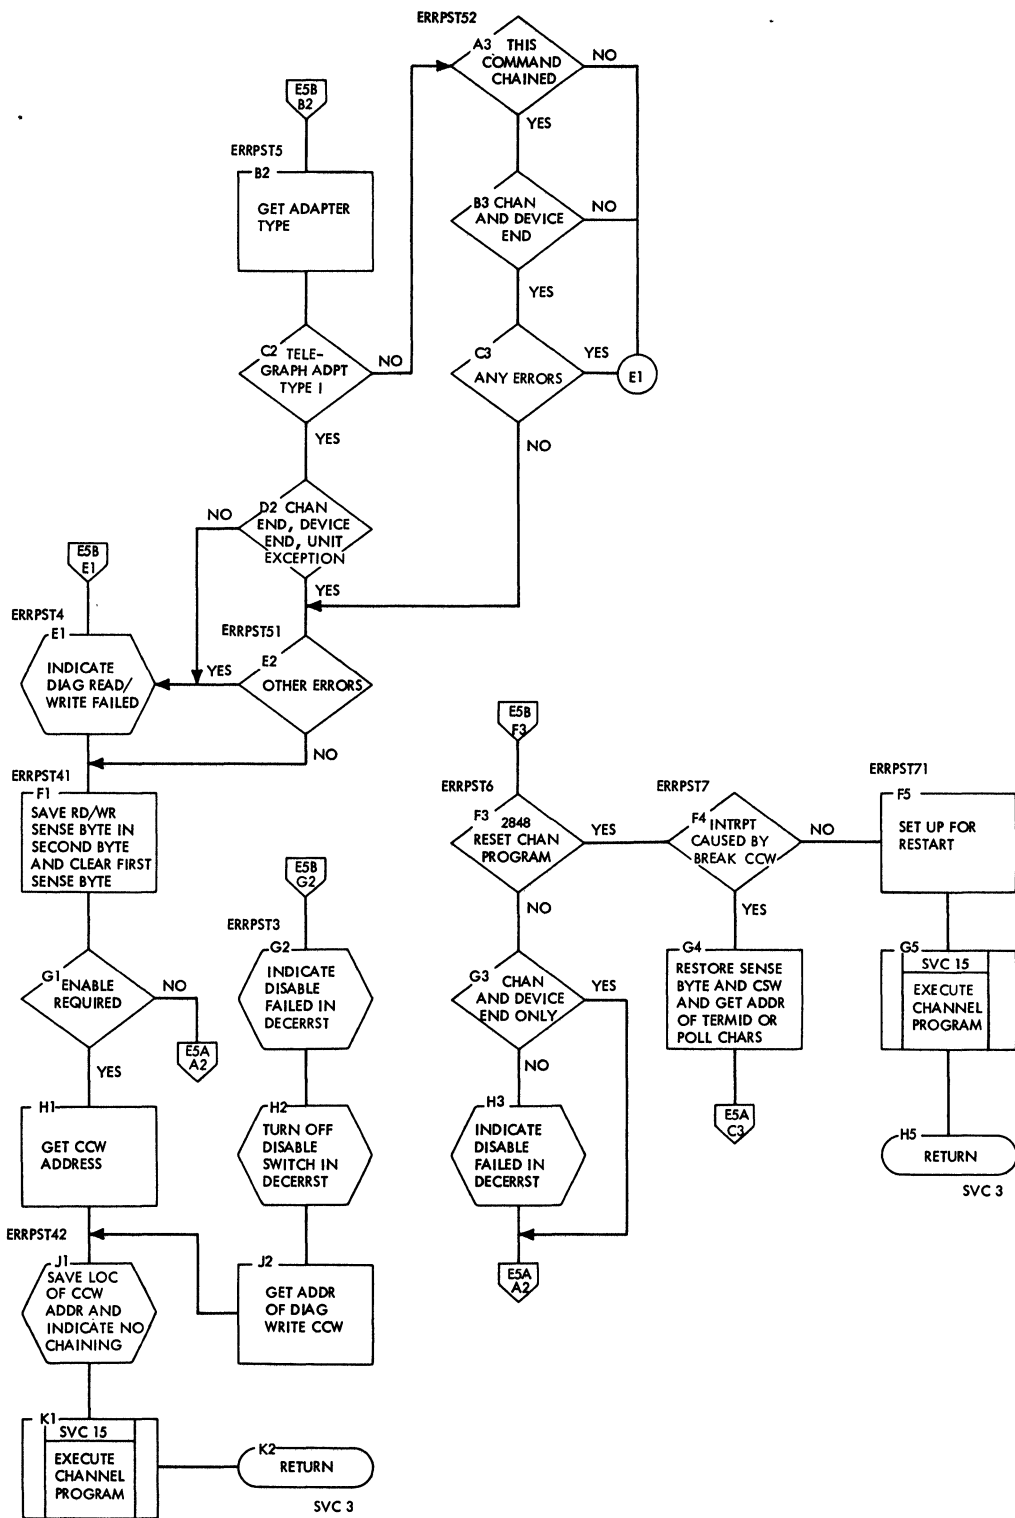 ERRPST52
A3 THIS
COMMAND
CHAINED
NO
YES
E5B
B2
ERRPST5
B2
GET ADAPTER
TYPE
B3 CHAN
AND DEVICE
END
NO
YES
C2 TELE-
GRAPH ADPT
TYPE I
NO
YES
C3
ANY ERRORS
YES
E1
NO
D2 CHAN
END, DEVICE
END, UNIT
EXCEPTION
NO
YES
E5B
E1
ERRPST4
E1
INDICATE
DIAG READ/
WRITE FAILED
ERRPST51
E2
OTHER ERRORS
YES
NO
ERRPST41
F1
SAVE RD/WR
SENSE BYTE IN
SECOND BYTE
AND CLEAR FIRST
SENSE BYTE
E5B
F3
ERRPST6
F3
2848
RESET CHAN
PROGRAM
YES
NO
ERRPST7
F4
INTRPT
CAUSED BY
BREAK CCW
NO
YES
ERRPST71
F5
SET UP FOR
RESTART
G1
ENABLE
REQUIRED
NO
YES
E5A
A2
E5B
G2
ERRPST3
G2
INDICATE
DISABLE
FAILED IN
DECERRST
G3
CHAN
AND DEVICE
END ONLY
YES
NO
G4
RESTORE SENSE
BYTE AND CSW
AND GET ADDR
OF TERMID OR
POLL CHARS
G5
SVC 15
EXECUTE
CHANNEL
PROGRAM
H1
GET CCW
ADDRESS
H2
TURN OFF
DISABLE
SWITCH IN
DECERRST
H3
INDICATE
DISABLE
FAILED IN
DECERRST
E5A
C3
H5
RETURN
SVC 3
ERRPST42
J1
SAVE LOC
OF CCW
ADDR AND
INDICATE NO
CHAINING
J2
GET ADDR
OF DIAG
WRITE CCW
E5A
A2
K1
SVC 15
EXECUTE
CHANNEL
PROGRAM
K2
RETURN
SVC 3